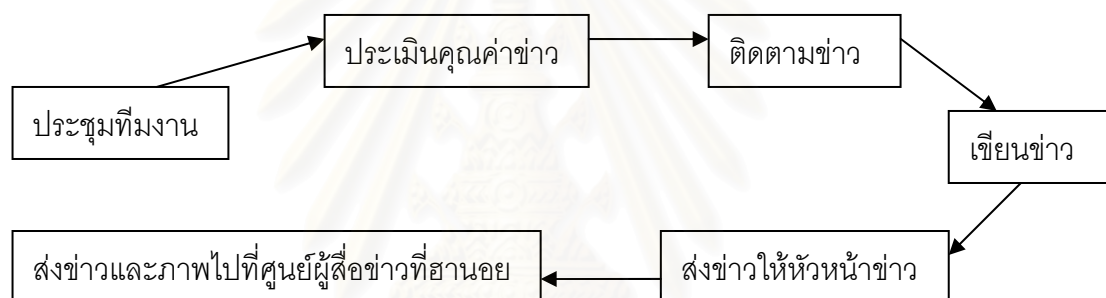 ประชุมทีมงาน
ประเมินคุณค่าข่าว
ติดตามข่าว
เขียนข่าว
ส่งข่าวให้หัวหน้าข่าว
ส่งข่าวและภาพไปที่ศูนย์ผู้สื่อข่าวที่ฮานอย